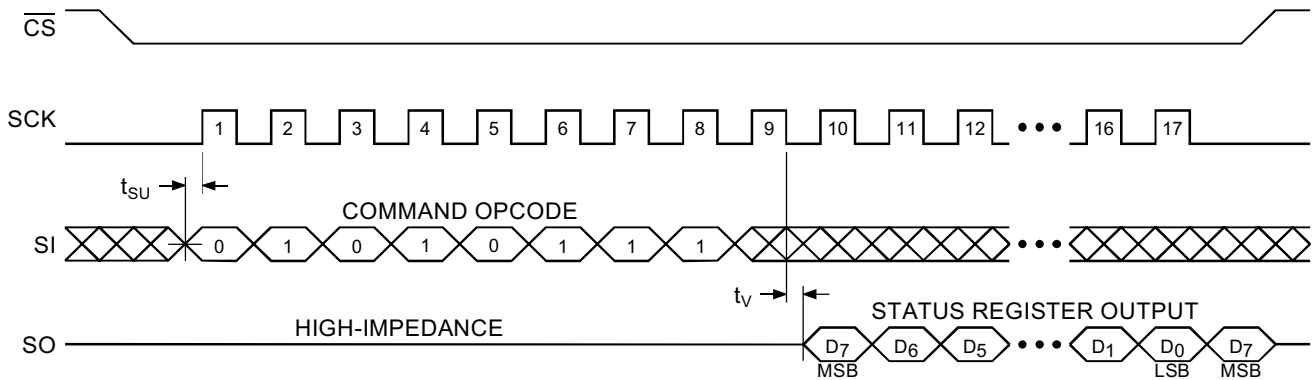 CS
SCK 1 2 3 4 5 6 7 8 9 10 11 12 ••• 16 17
tSU
COMMAND OPCODE
SI 0 1 0 1 0 1 1 1 •••
tV
HIGH-IMPEDANCE STATUS REGISTER OUTPUT
SO D7 D6 D5 ••• D1 D0 D7
MSB LSB MSB